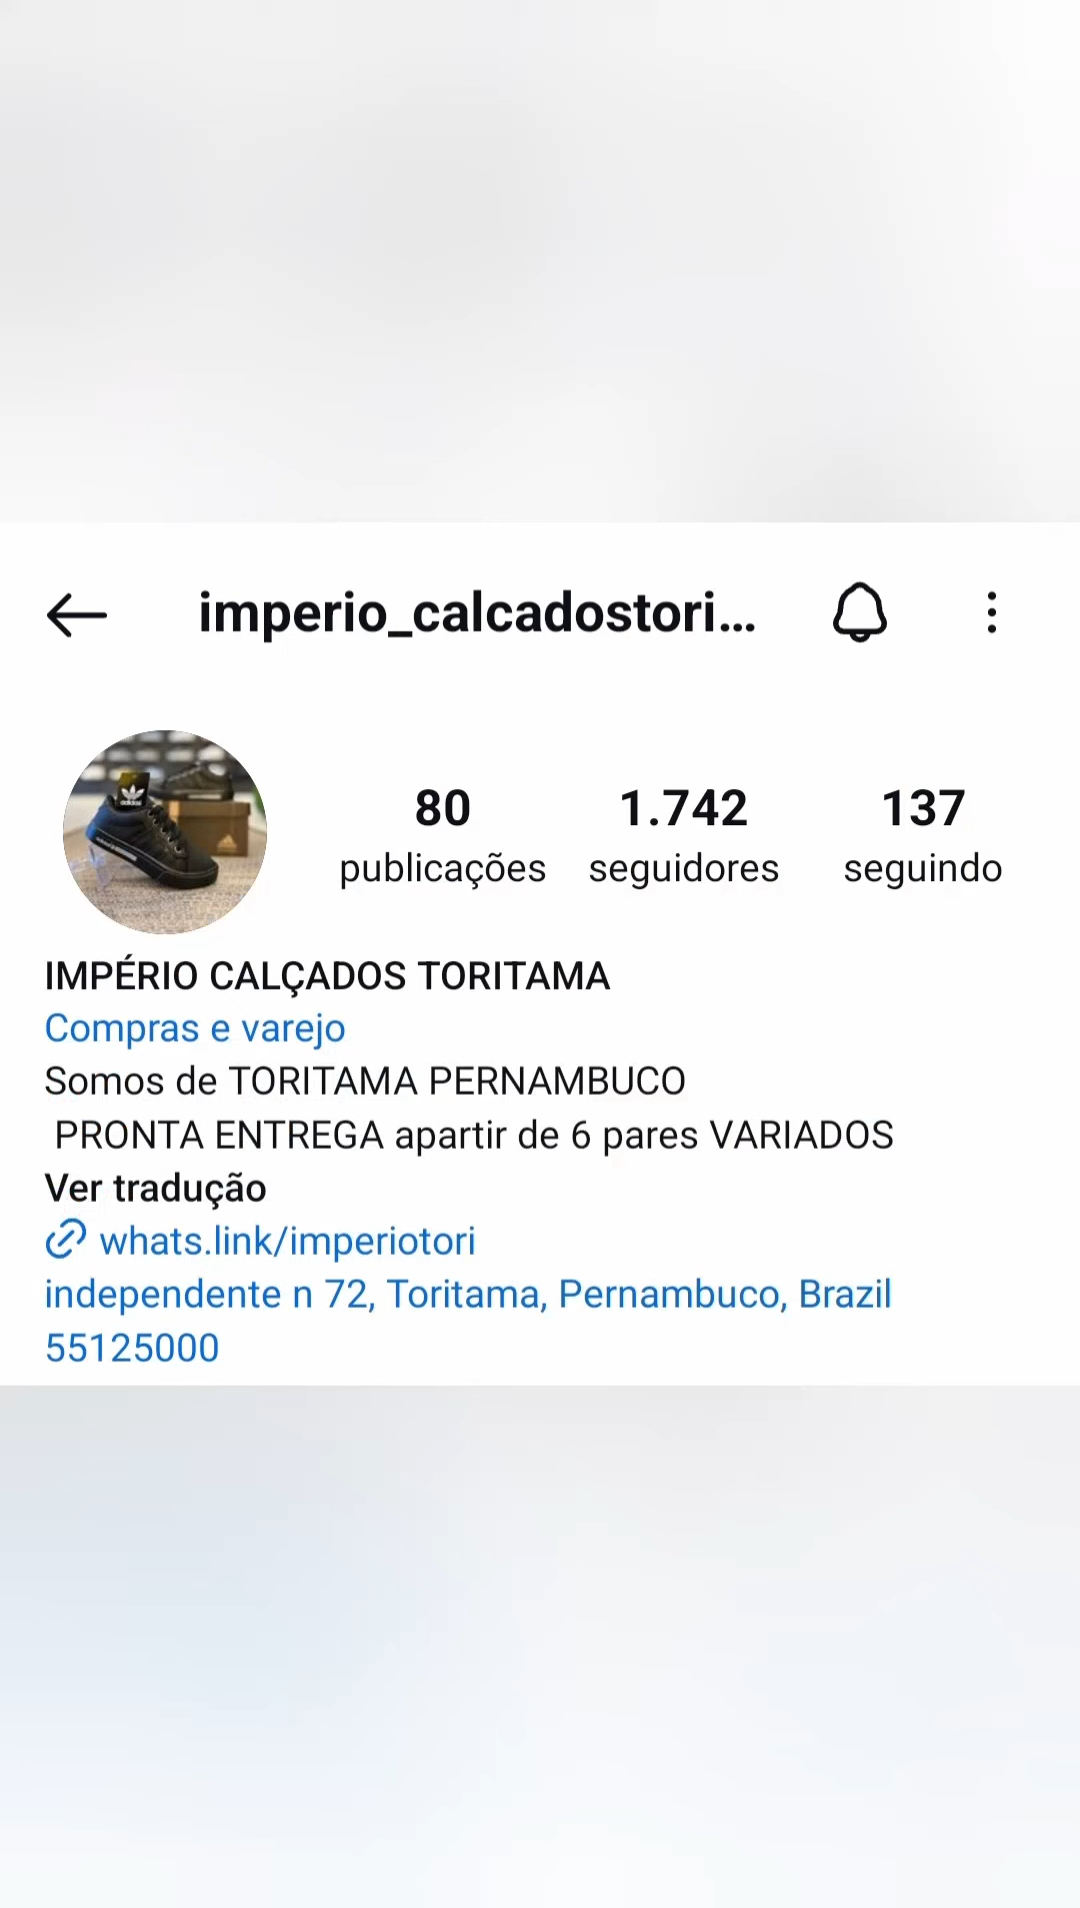 imperio_calcadostori...
80
publicações
1.742
seguidores
137
seguindo
adidas
IMPÉRIO CALÇADOS TORITAMA
Compras e varejo
Somos de TORITAMA PERNAMBUCO
PRONTA ENTREGA apartir de 6 pares VARIADOS
Ver tradução
whats.link/imperiotori
independente n 72, Toritama, Pernambuco, Brazil
55125000